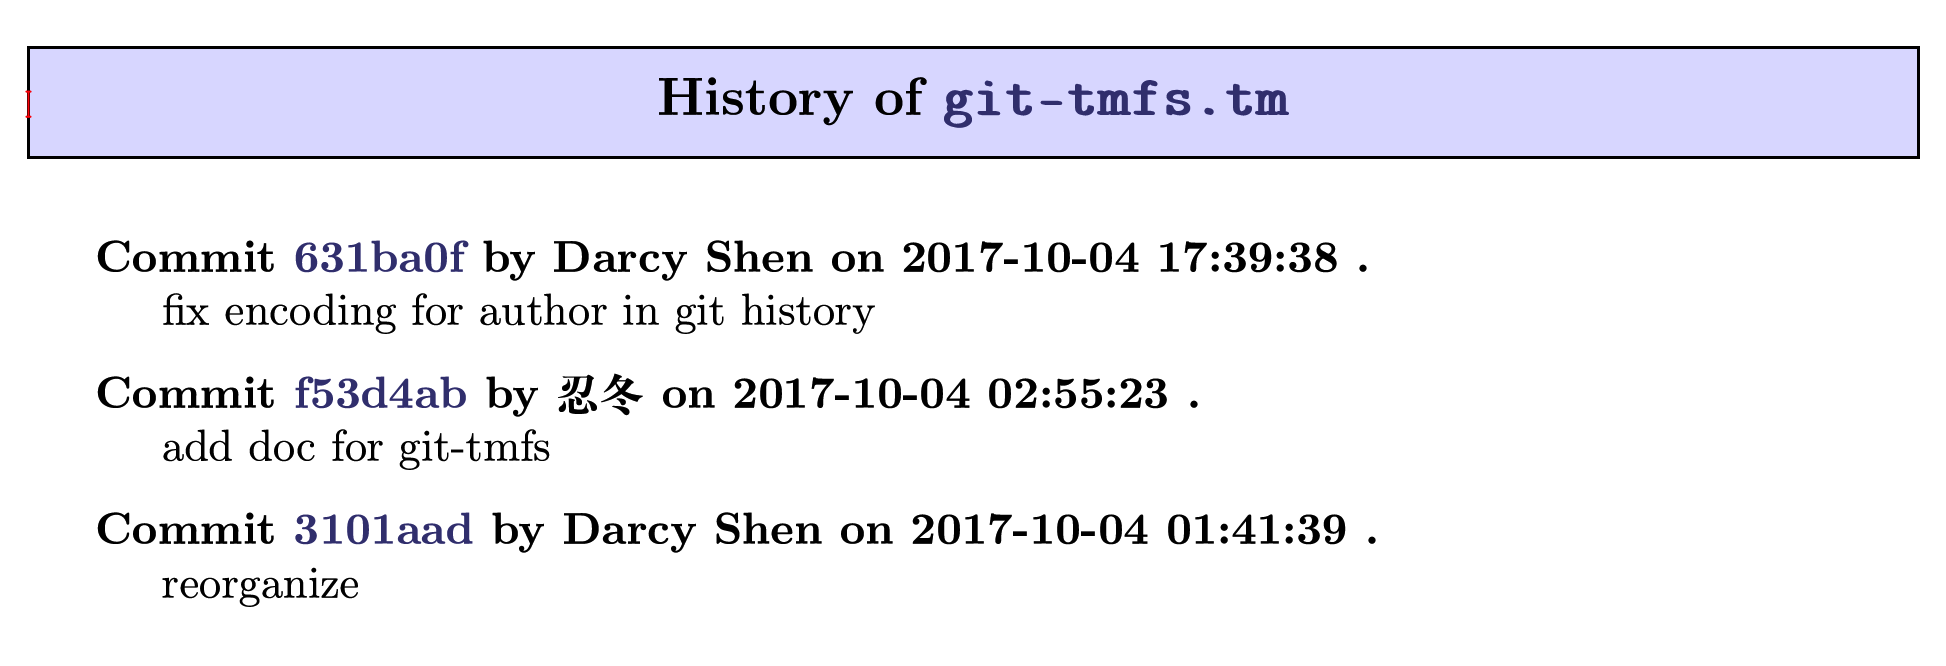 History of git-tmfs.tm
Commit 631ba0f by Darcy Shen on 2017-10-04 17:39:38 .
fix encoding for author in git history
Commit f53d4ab by 忍冬 on 2017-10-04 02:55:23 .
add doc for git-tmfs
Commit 3101aad by Darcy Shen on 2017-10-04 01:41:39 .
reorganize